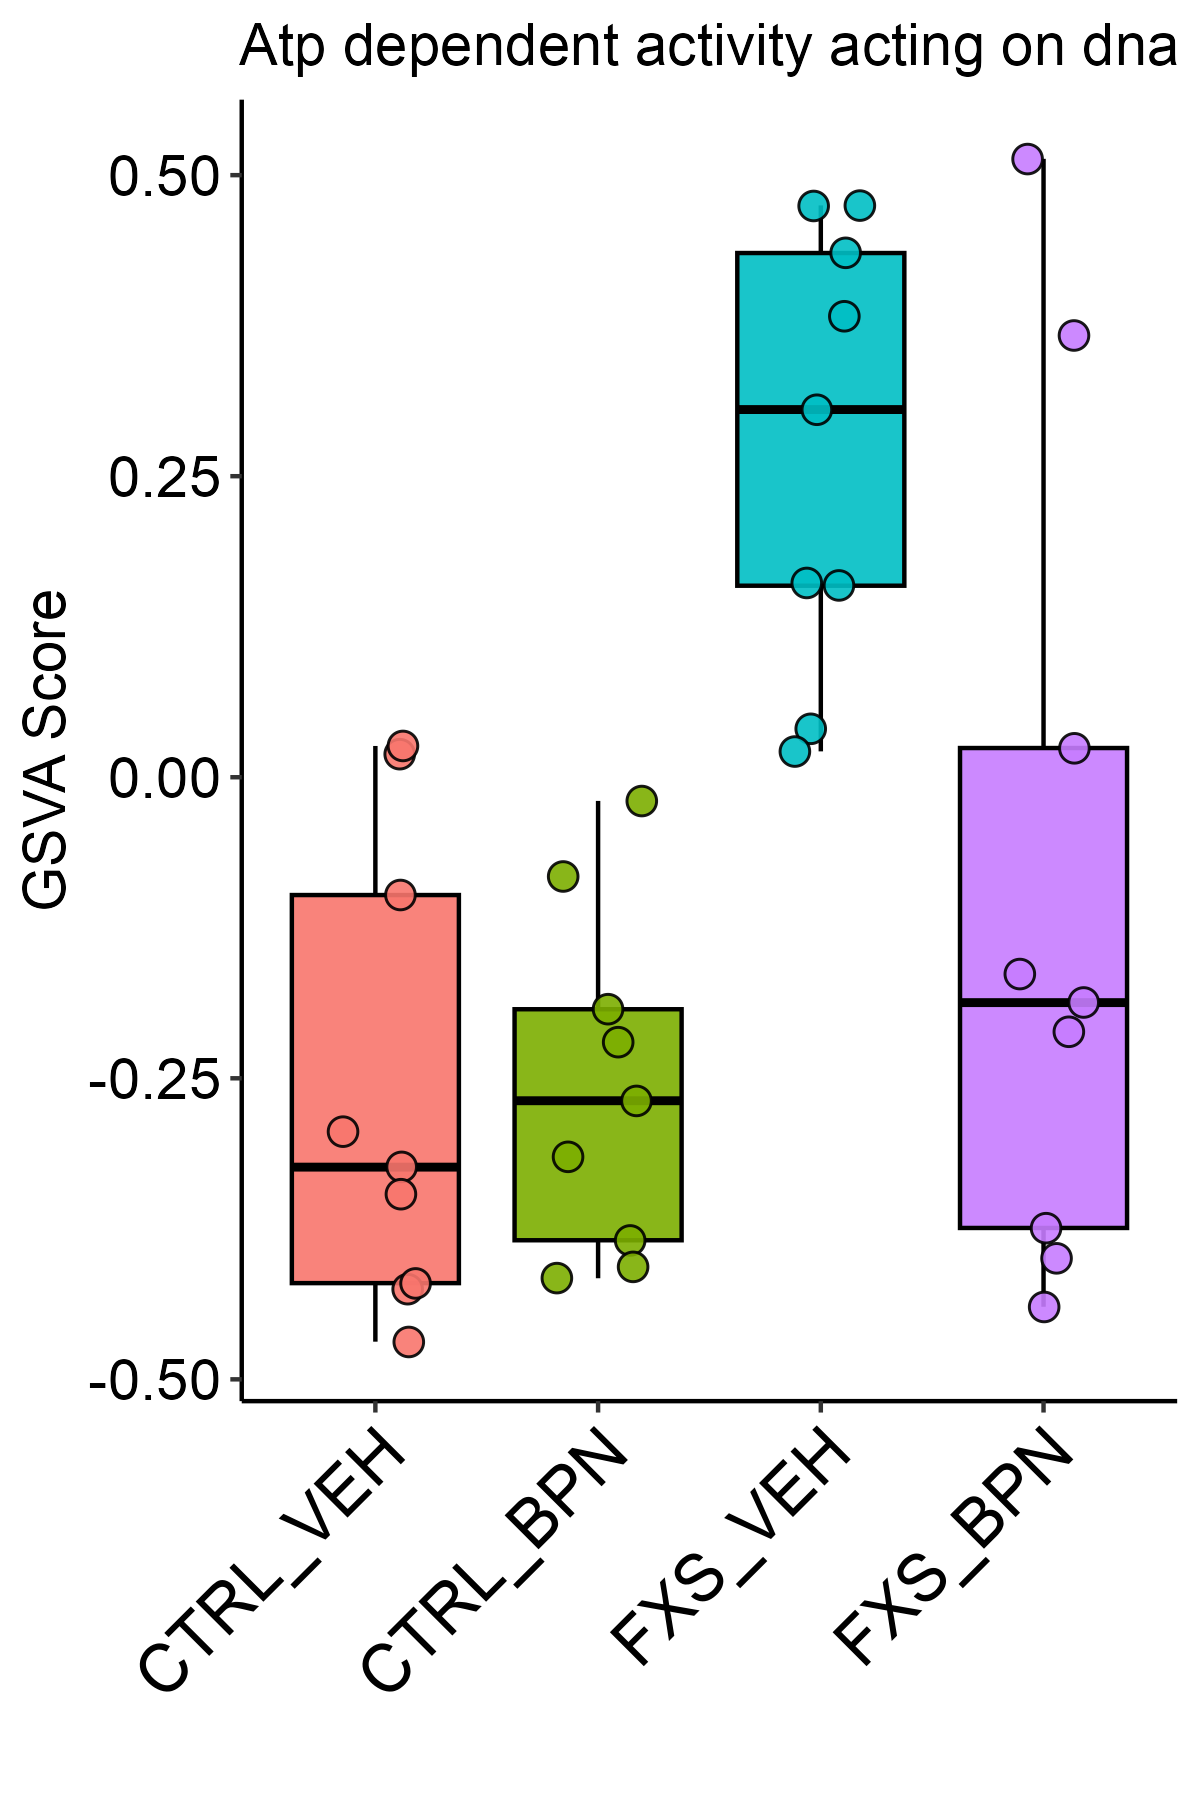 Atp dependent activity acting on dna
GSVA Score
0.50
0.25
0.00
-0.25
-0.50
CTRL_VEH
CTRL_BPN
FXS_VEH
FXS_BPN